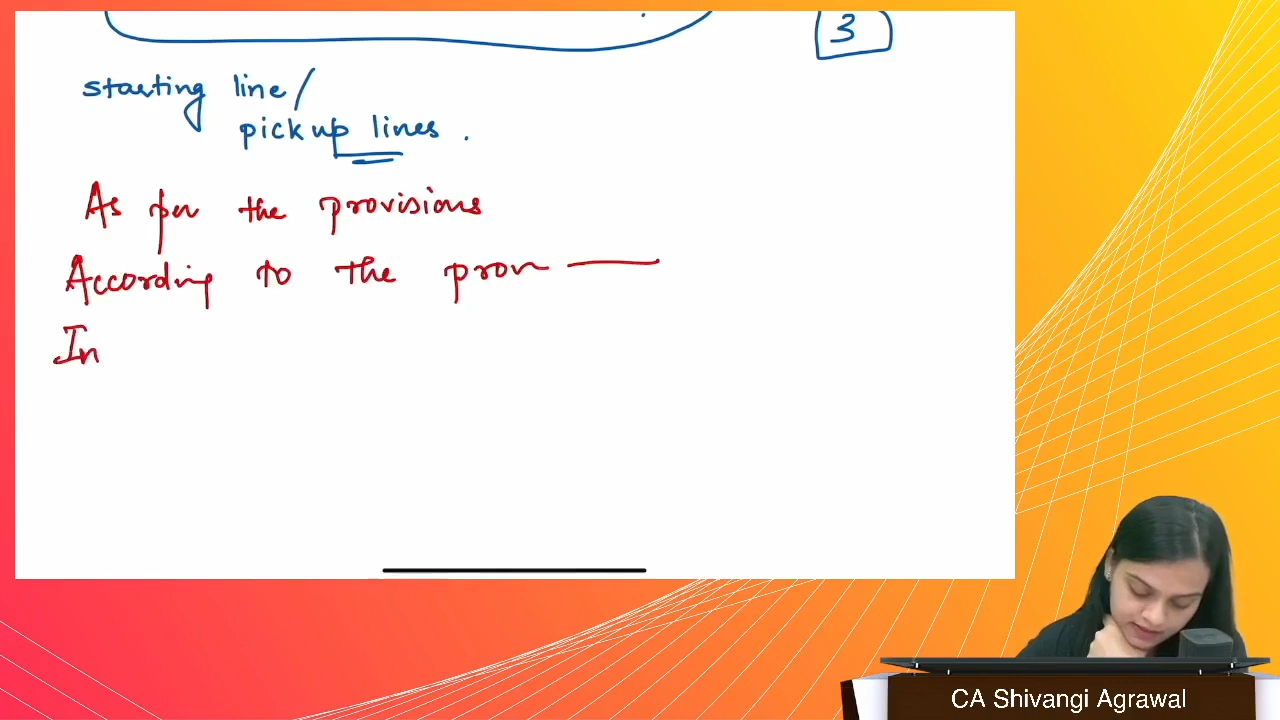 3
starting line/
pickup lines.
As per the provisions
According to the prov
In
CA Shivangi Agrawal